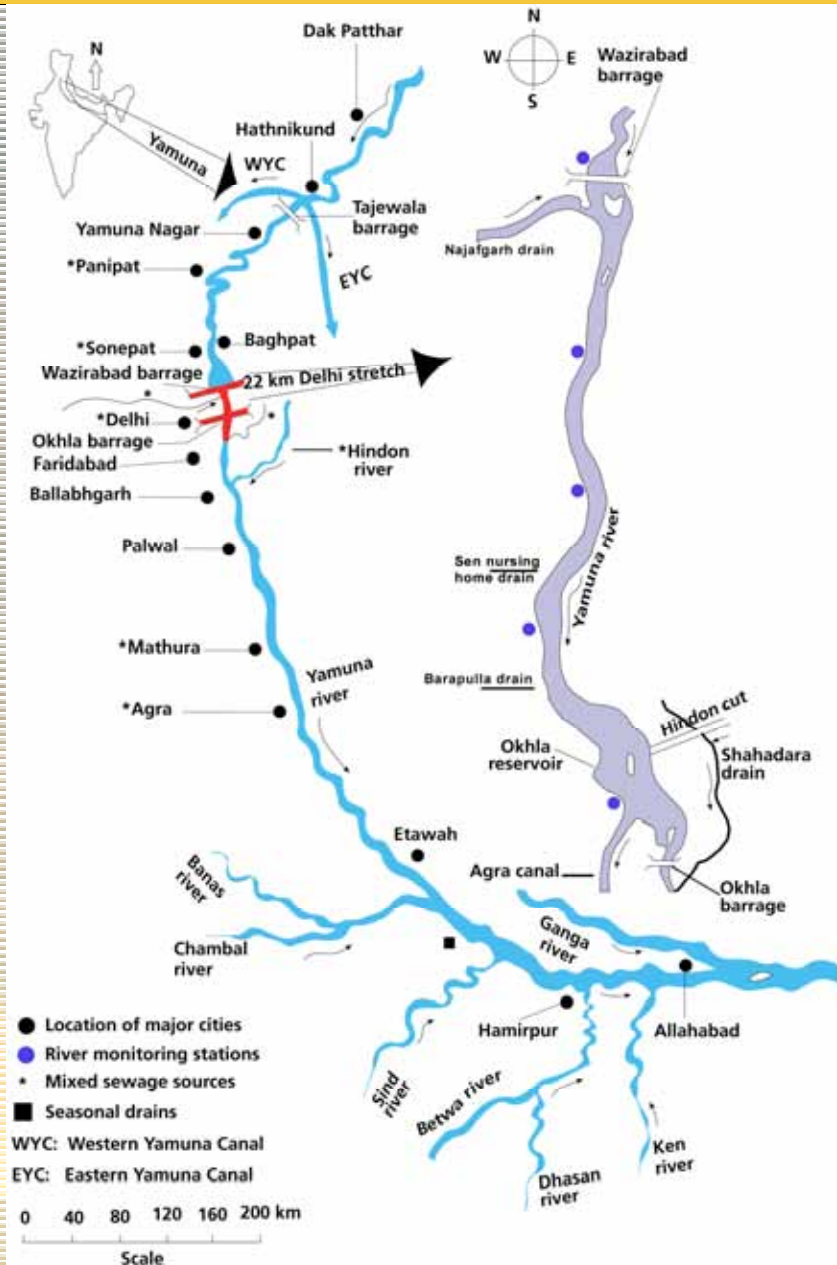 N
Yamuna
Dak Patthar
Hathnikund
WYC
Tajewala
barrage
Yamuna Nagar
*Panipat
EYC
*Sonepat
Baghpat
Wazirabad barrage
22 km Delhi stretch
*
*Delhi
*
Okhla barrage
*Hindon
river
Faridabad
Ballabhgarh
Palwal
*Mathura
Yamuna
river
*Agra
Etawah
Banas
river
Chambal
river
Ganga
river
Hamirpur
Allahabad
Sind
river
Betwa river
Dhasan
river
Ken
river
N
W
E
S
Wazirabad
barrage
Najafgarh drain
Sen nursing
home drain
Yamuna river
Barapulla drain
Hindon cut
Okhla
reservoir
Shahadara
drain
Agra canal
Okhla
barrage
Location of major cities
River monitoring stations
* Mixed sewage sources
Seasonal drains
WYC: Western Yamuna Canal
EYC: Eastern Yamuna Canal
0 40 80 120 160 200 km
Scale